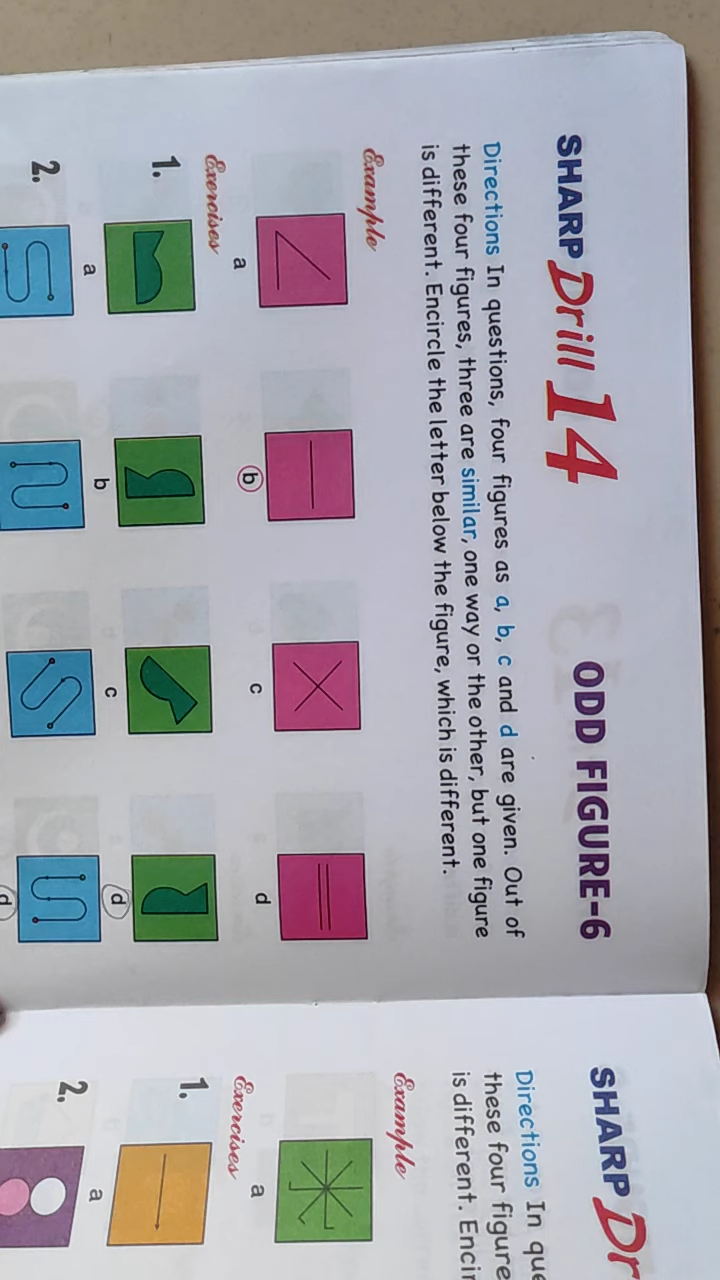 SHARP Drill 14 ODD FIGURE-6
Directions In questions, four figures as a, b, c and d are given. Out of
these four figures, three are similar, one way or the other, but one figure
is different. Encircle the letter below the figure, which is different.
Example
a b c d
Exercises
1.
a b c d
2.
d
SHARP Dr
Directions In que
these four figure
is different. Encir
Example
a
Exercises
1.
a
2.